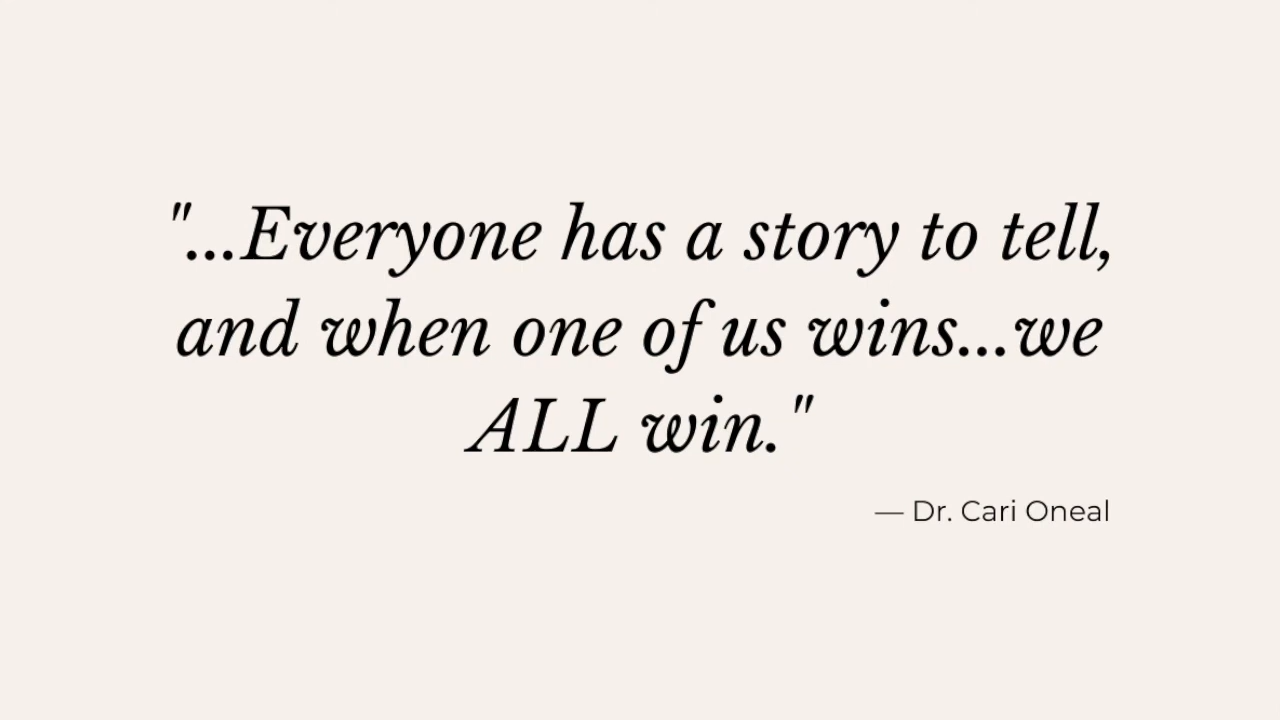 "...Everyone has a story to tell,
and when one of us wins...we
ALL win."
— Dr. Cari Oneal